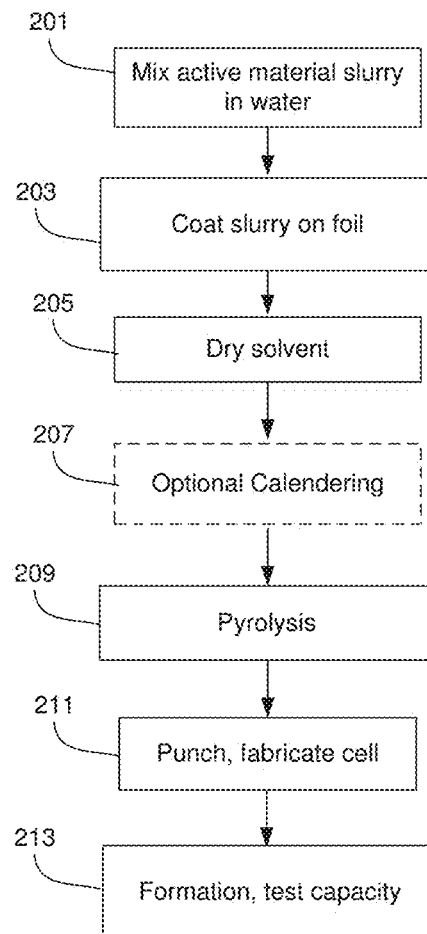 201
Mix active material slurry
in water
203
Coat slurry on foil
205
Dry solvent
207
Optional Calendering
209
Pyrolysis
211
Punch, fabricate cell
213
Formation, test capacity